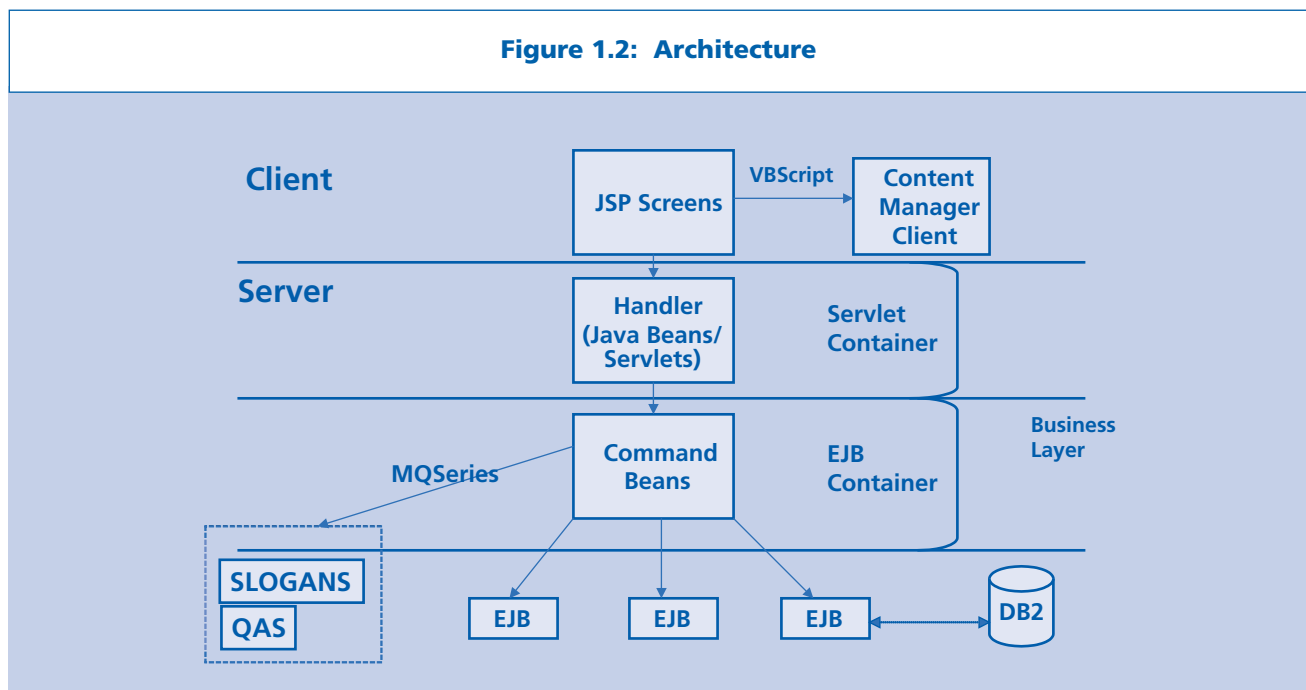 Figure 1.2: Architecture
Client
VBScript
JSP Screens
Content
Manager
Client
Server
Handler
(Java Beans/
Servlets)
Servlet
Container
Command
Beans
MQSeries
EJB
Container
Business
Layer
SLOGANS
QAS
EJB
EJB
EJB
DB2